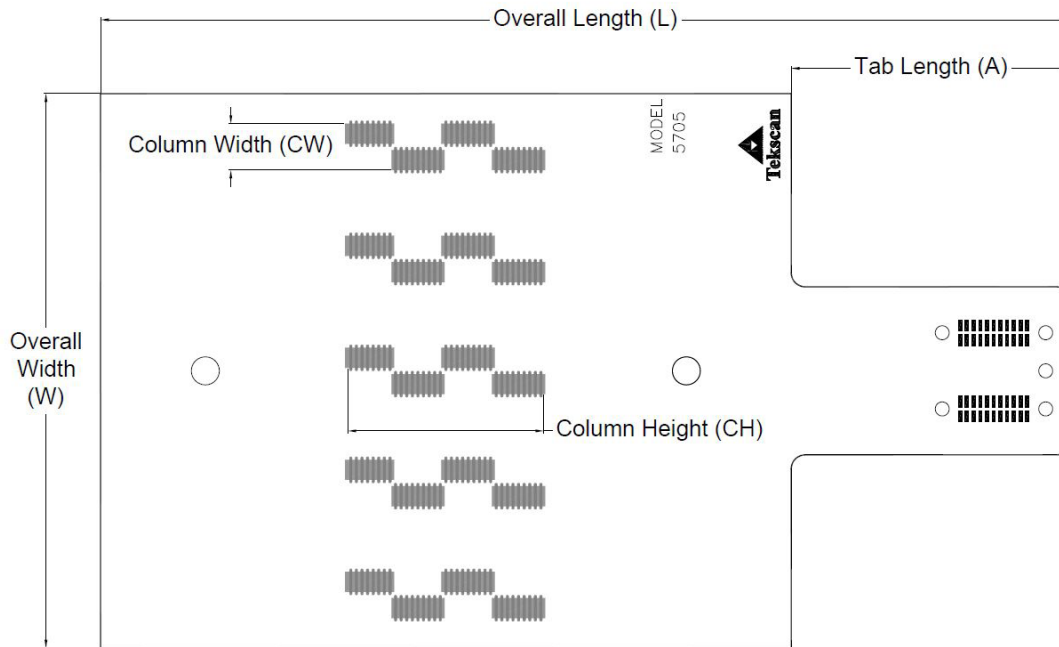 Overall Length (L)
Tab Length (A)
MODEL
5705
Tekscan
Column Width (CW)
Overall
Width
(W)
Column Height (CH)